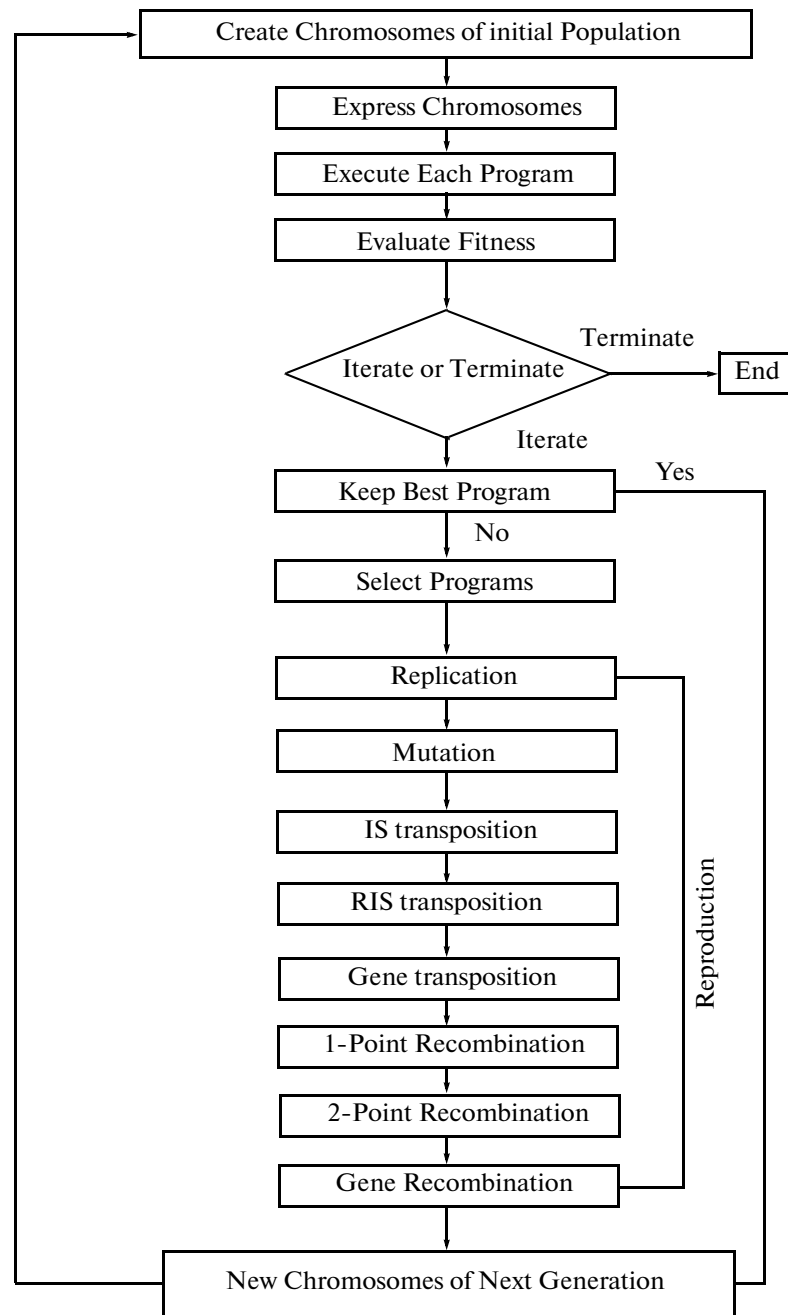 Create Chromosomes of initial Population
Express Chromosomes
Execute Each Program
Evaluate Fitness
Terminate
Iterate or Terminate
End
Iterate
Yes
Keep Best Program
No
Select Programs
Replication
Mutation
IS transposition
RIS transposition
Reproduction
Gene transposition
1-Point Recombination
2-Point Recombination
Gene Recombination
New Chromosomes of Next Generation